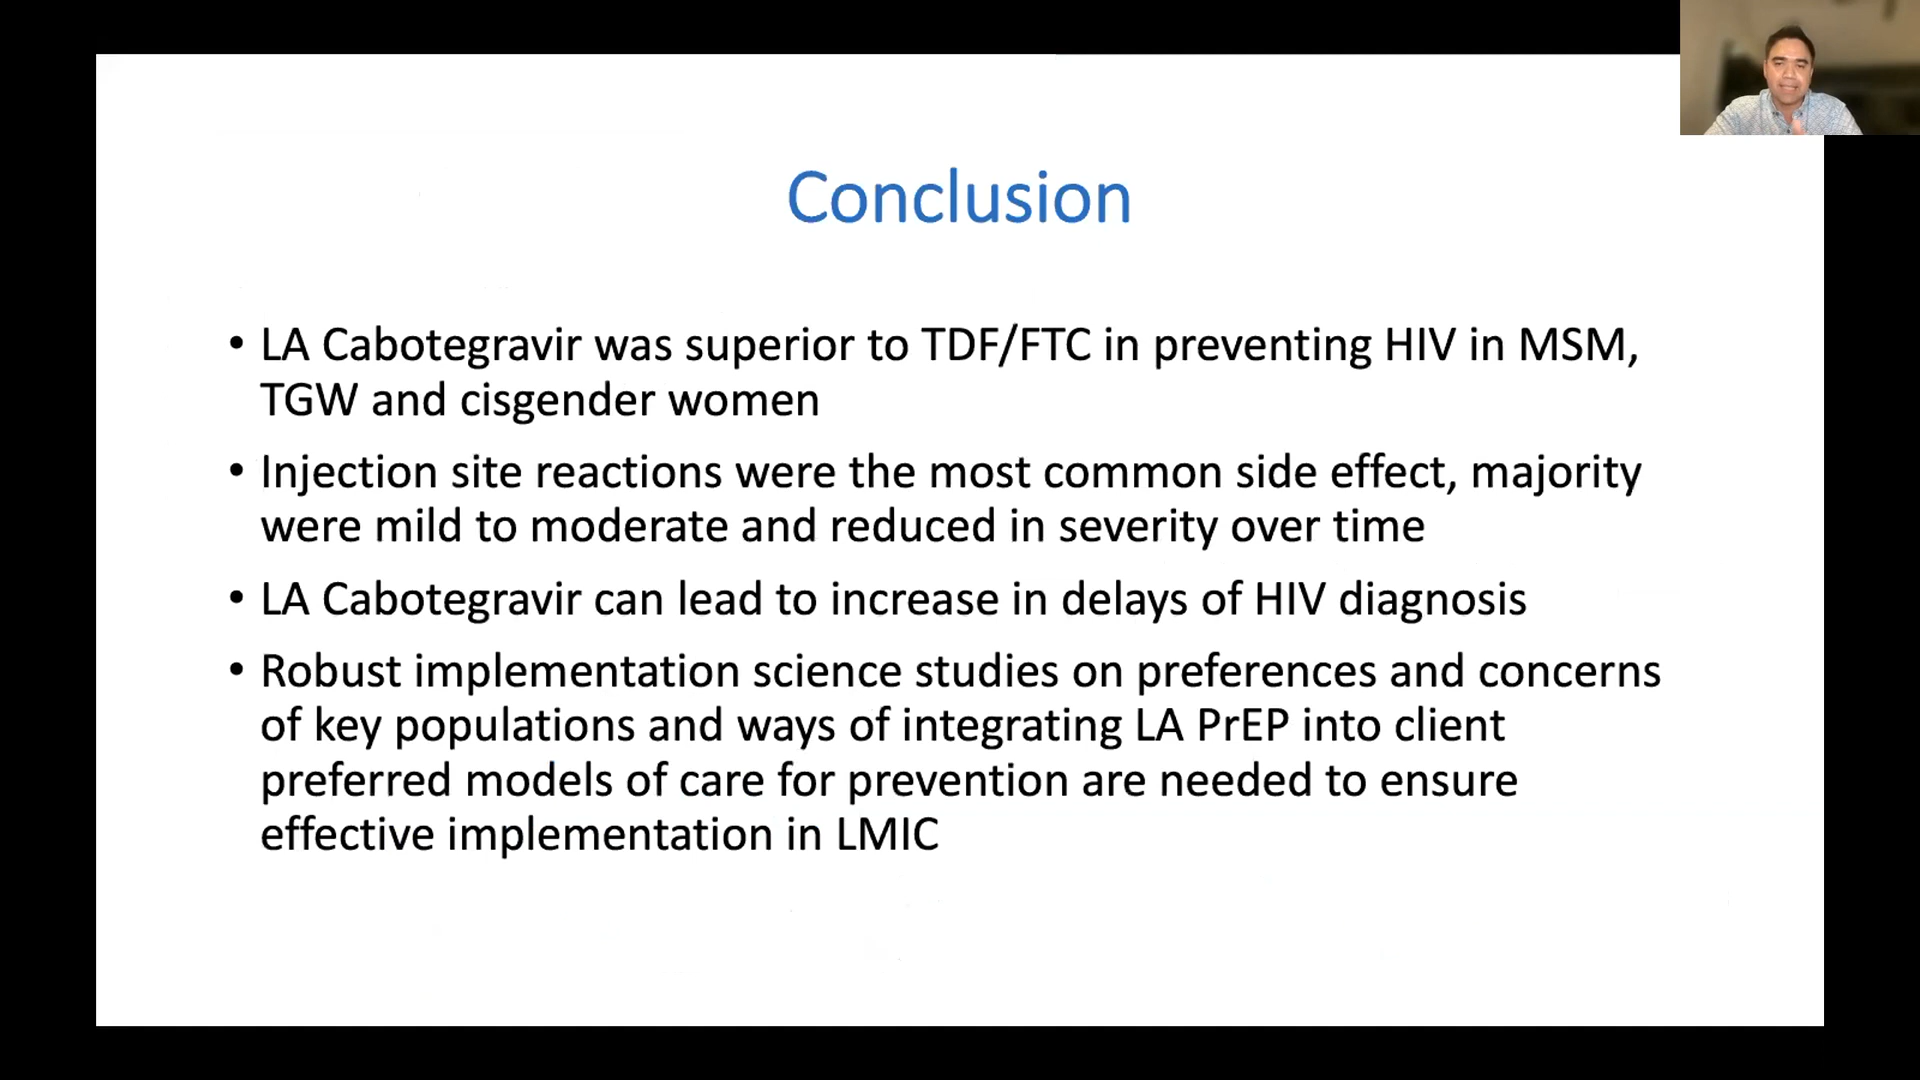 Conclusion
• LA Cabotegravir was superior to TDF/FTC in preventing HIV in MSM,
TGW and cisgender women
• Injection site reactions were the most common side effect, majority
were mild to moderate and reduced in severity over time
• LA Cabotegravir can lead to increase in delays of HIV diagnosis
• Robust implementation science studies on preferences and concerns
of key populations and ways of integrating LA PrEP into client
preferred models of care for prevention are needed to ensure
effective implementation in LMIC